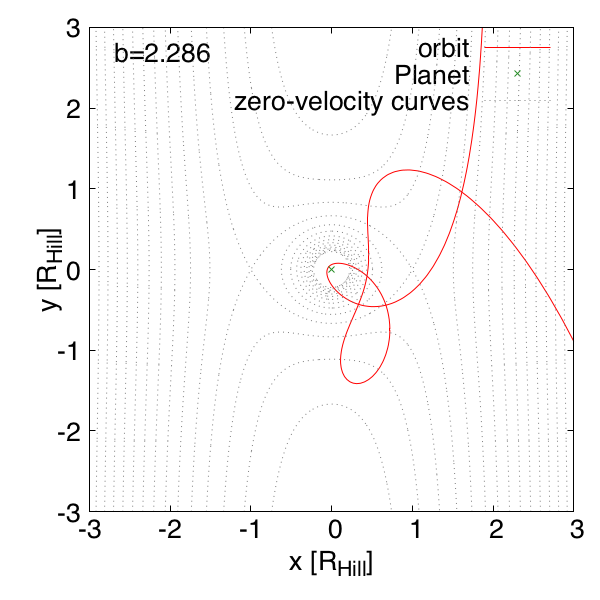 b=2.286
orbit
Planet
zero-velocity curves
3
2
1
0
-1
-2
-3
y [R_Hill]
-3 -2 -1 0 1 2 3
x [R_Hill]